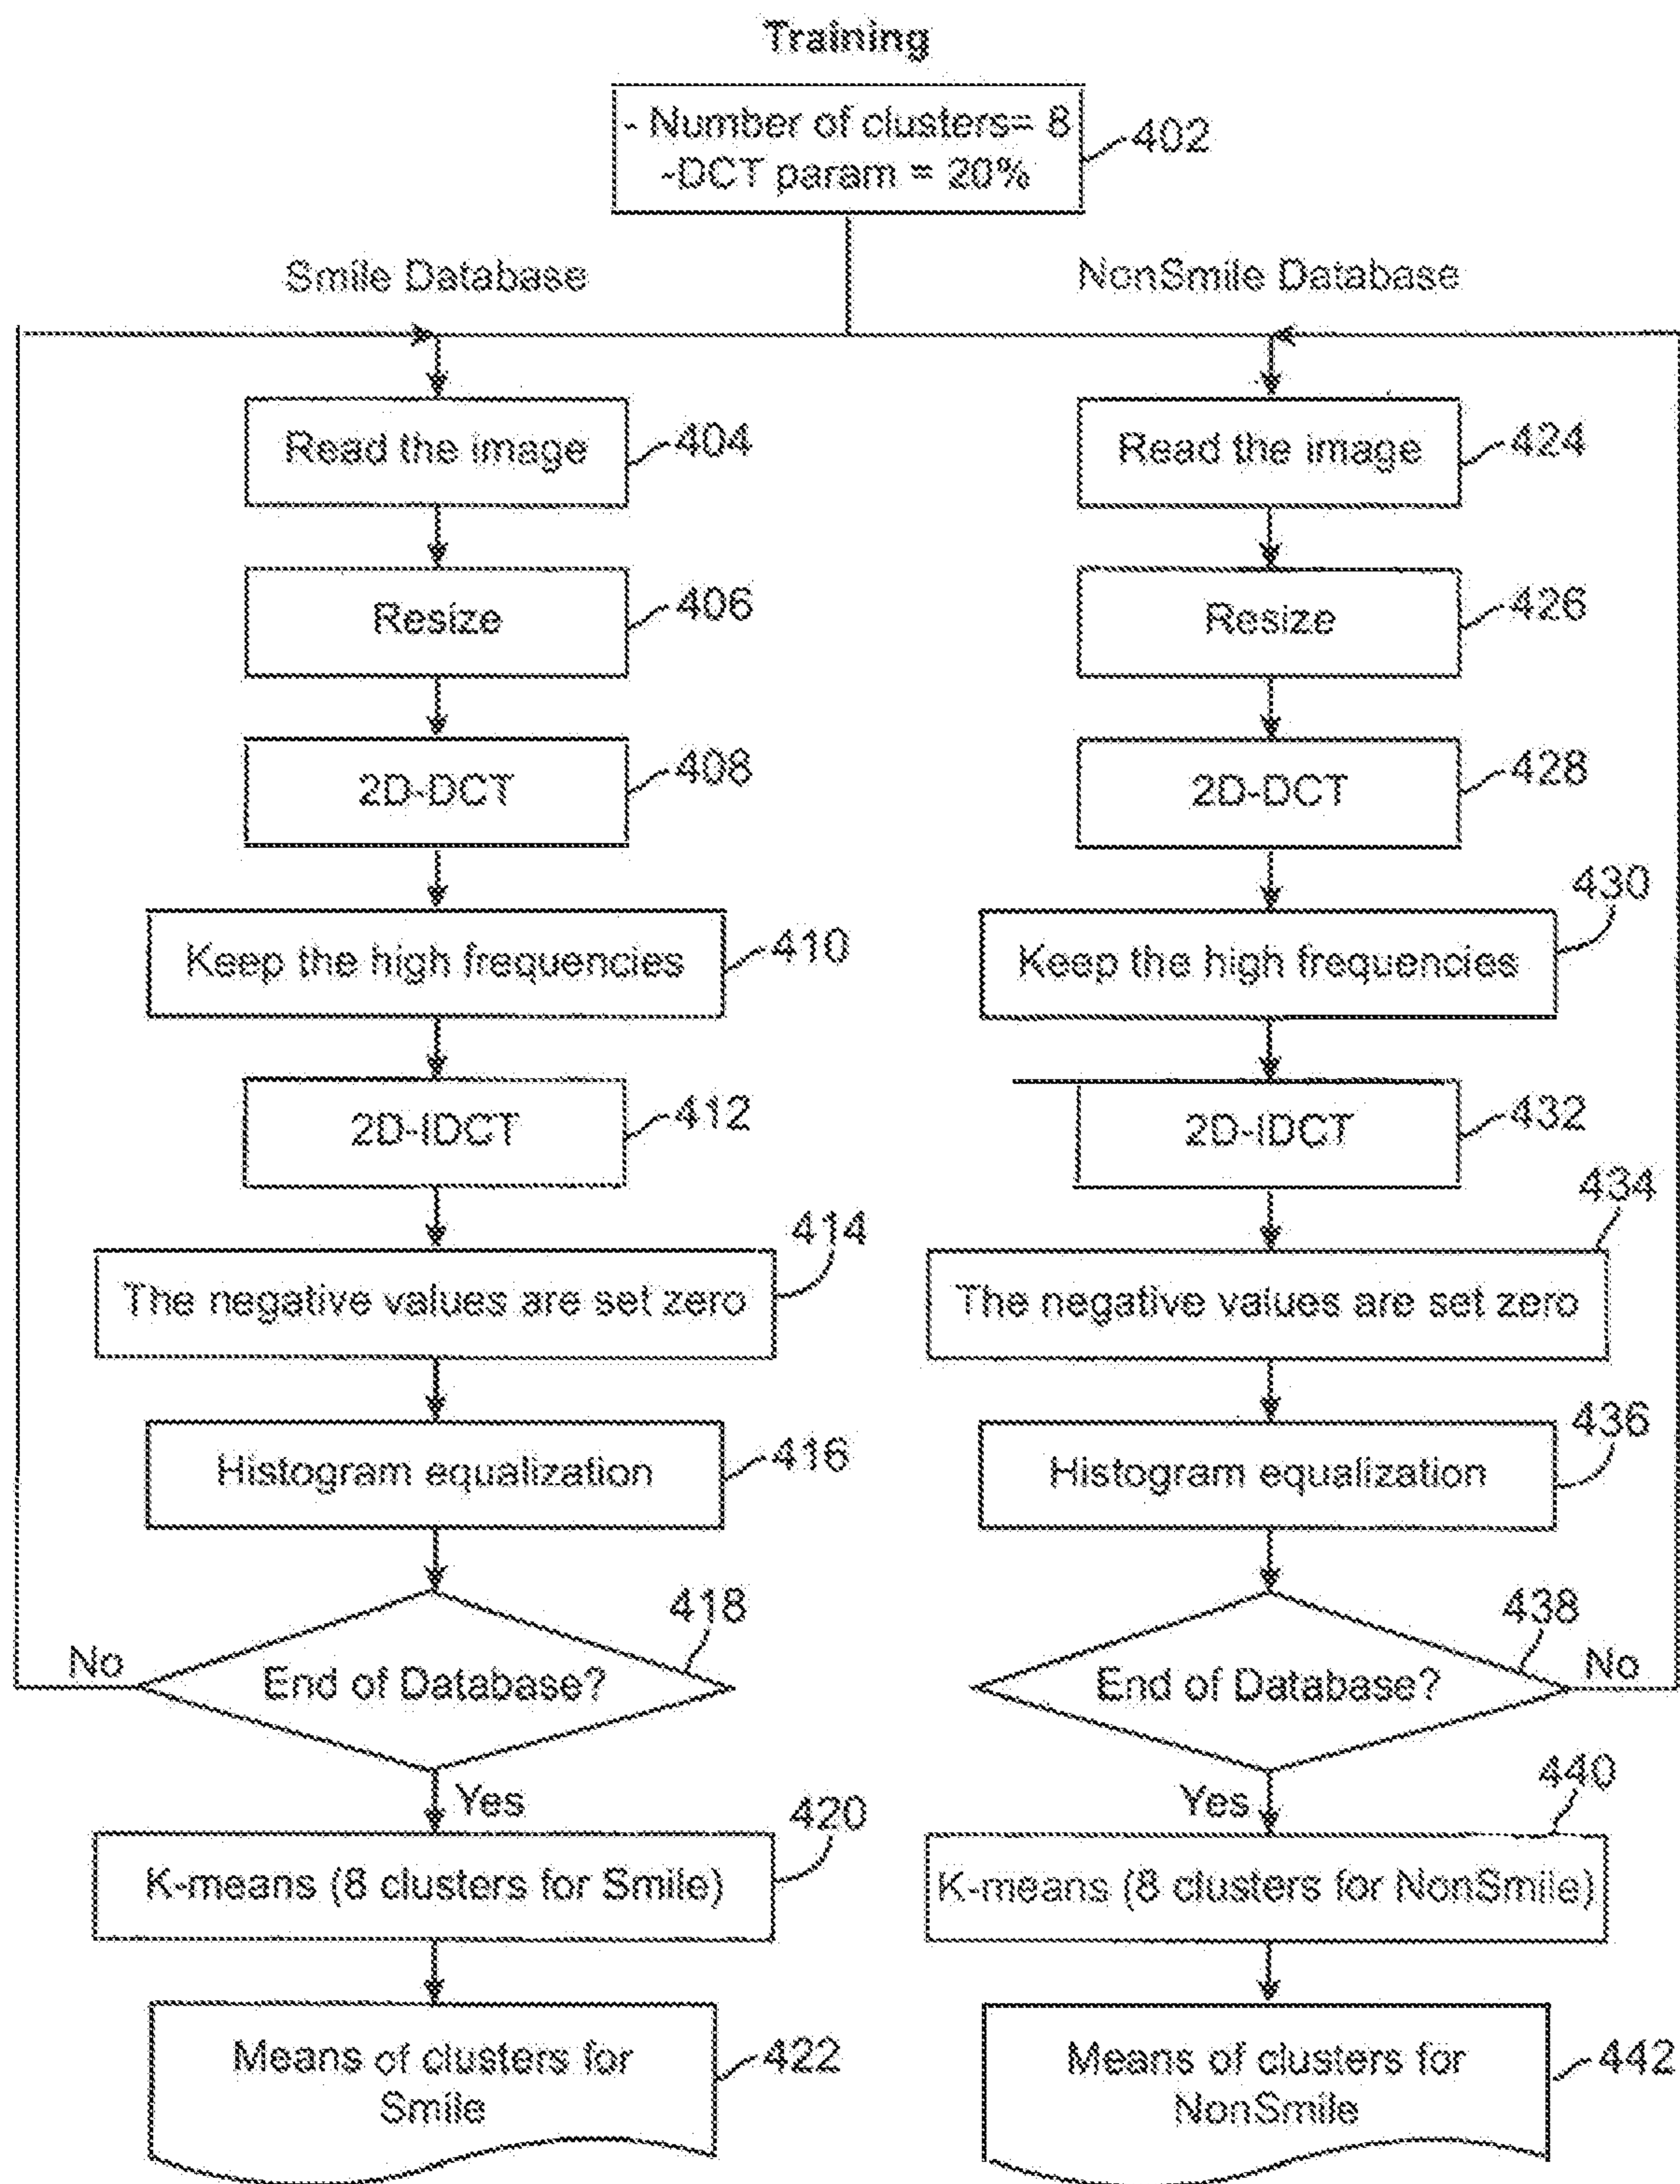 Training
- Number of clusters= 8
-DCT param = 20%
402
Smile Database
NonSmile Database
Read the image
404
Read the image
424
Resize
406
Resize
426
2D-DCT
408
2D-DCT
428
Keep the high frequencies
410
Keep the high frequencies
430
2D-IDCT
412
2D-IDCT
432
The negative values are set zero
414
The negative values are set zero
434
Histogram equalization
416
Histogram equalization
436
End of Database?
418
No
End of Database?
438
No
Yes
Yes
K-means (8 clusters for Smile)
420
K-means (8 clusters for NonSmile)
440
Means of clusters for
Smile
422
Means of clusters for
NonSmile
442